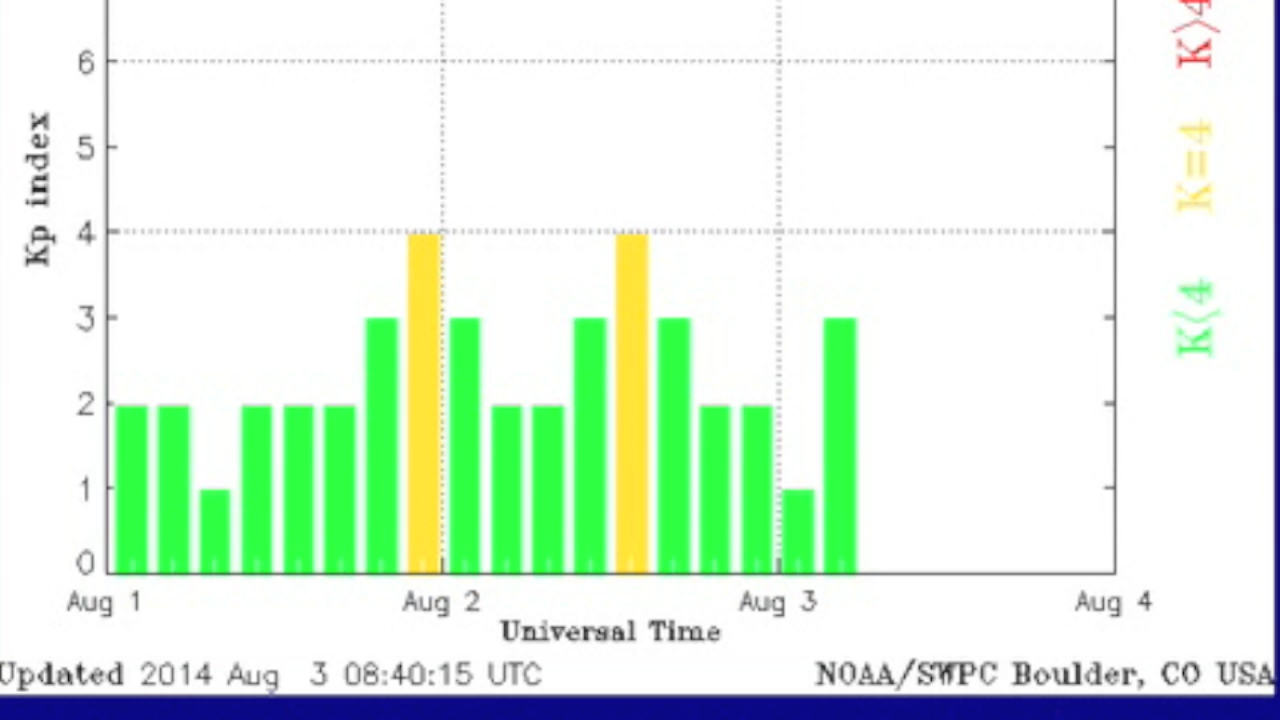 K>4
6
Kp index
5
K=4
4
3
K<4
2
1
0
Aug 1 Aug 2 Aug 3 Aug 4
Universal Time
Updated 2014 Aug 3 08:40:15 UTC
NOAA/SWPC Boulder, CO USA